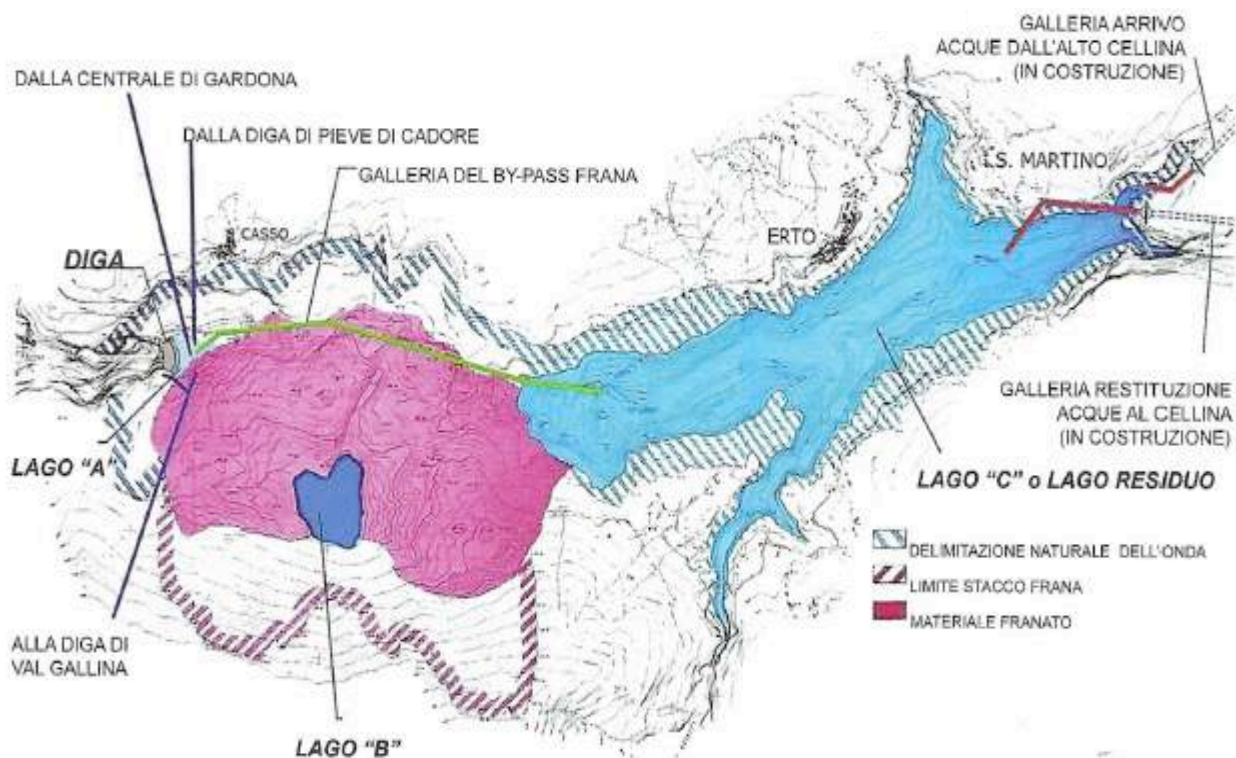 GALLERIA ARRIVO
ACQUE DALL'ALTO CELLINA
(IN COSTRUZIONE)
DALLA CENTRALE DI GARDONA
DALLA DIGA DI PIEVE DI CADORE
GALLERIA DEL BY-PASS FRANA
I.S. MARTINO
CASSO
ERTO
DIGA
GALLERIA RESTITUZIONE
ACQUE AL CELLINA
(IN COSTRUZIONE)
LAGO "A"
LAGO "C" o LAGO RESIDUO
DELIMITAZIONE NATURALE DELL'ONDA
LIMITE STACCO FRANA
MATERIALE FRANATO
ALLA DIGA DI
VAL GALLINA
LAGO "B"